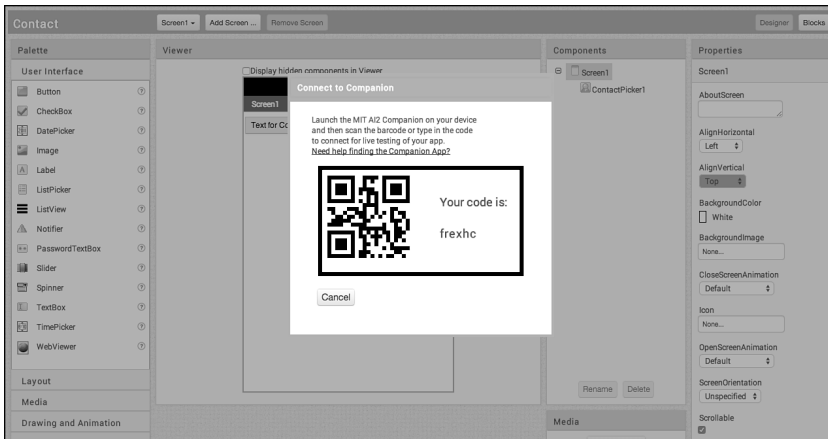 Contact
Screen1
Add Screen ...
Remove Screen
Designer
Blocks
Palette
User Interface
Button
CheckBox
DatePicker
Image
Label
ListPicker
ListView
Notifier
PasswordTextBox
Slider
Spinner
TextBox
TimePicker
WebViewer
Layout
Media
Drawing and Animation
Viewer
Display hidden components in Viewer
Screen1
Text for Co
Connect to Companion
Launch the MIT AI2 Companion on your device
and then scan the barcode or type in the code
to connect for live testing of your app.
Need help finding the Companion App?
Your code is:
frexhc
Cancel
Components
Screen1
ContactPicker1
Rename
Delete
Media
Properties
Screen1
AboutScreen
AlignHorizontal
Left
AlignVertical
Top
BackgroundColor
White
BackgroundImage
None...
CloseScreenAnimation
Default
Icon
None...
OpenScreenAnimation
Default
ScreenOrientation
Unspecified
Scrollable